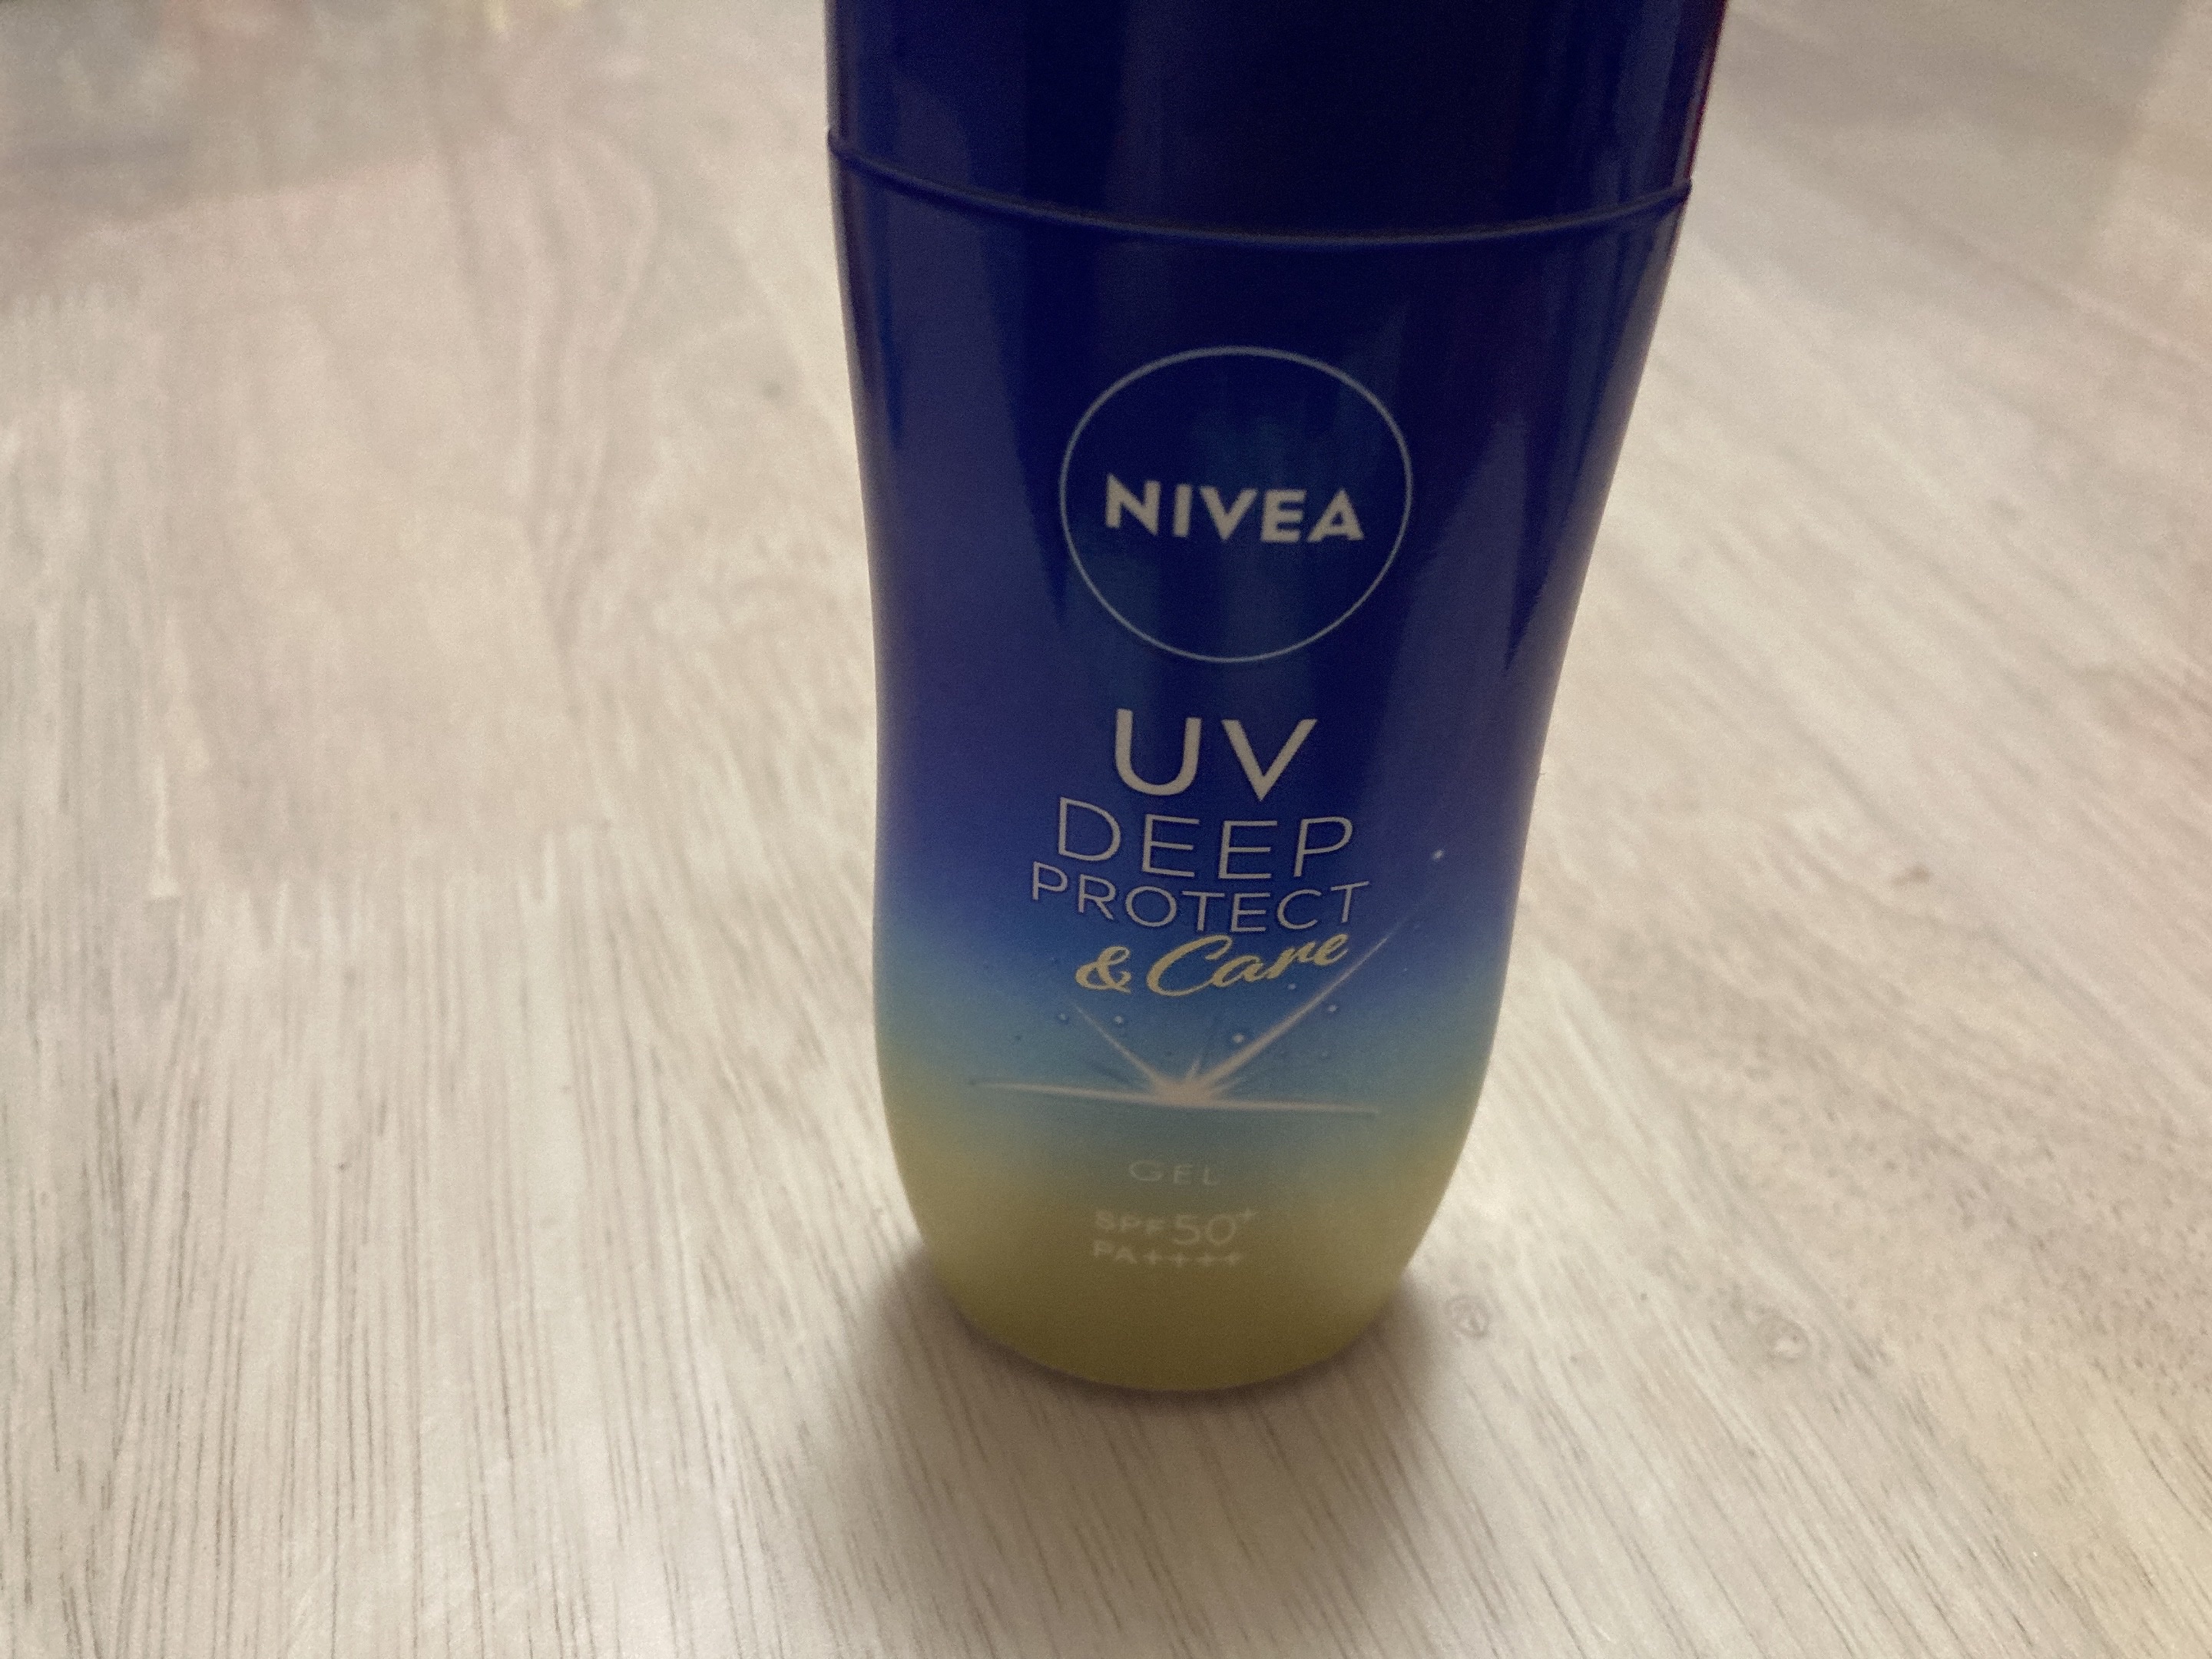 NIVEA
UV
DEEP
PROTECT
& Care
GEL
SPF50+
PA++++